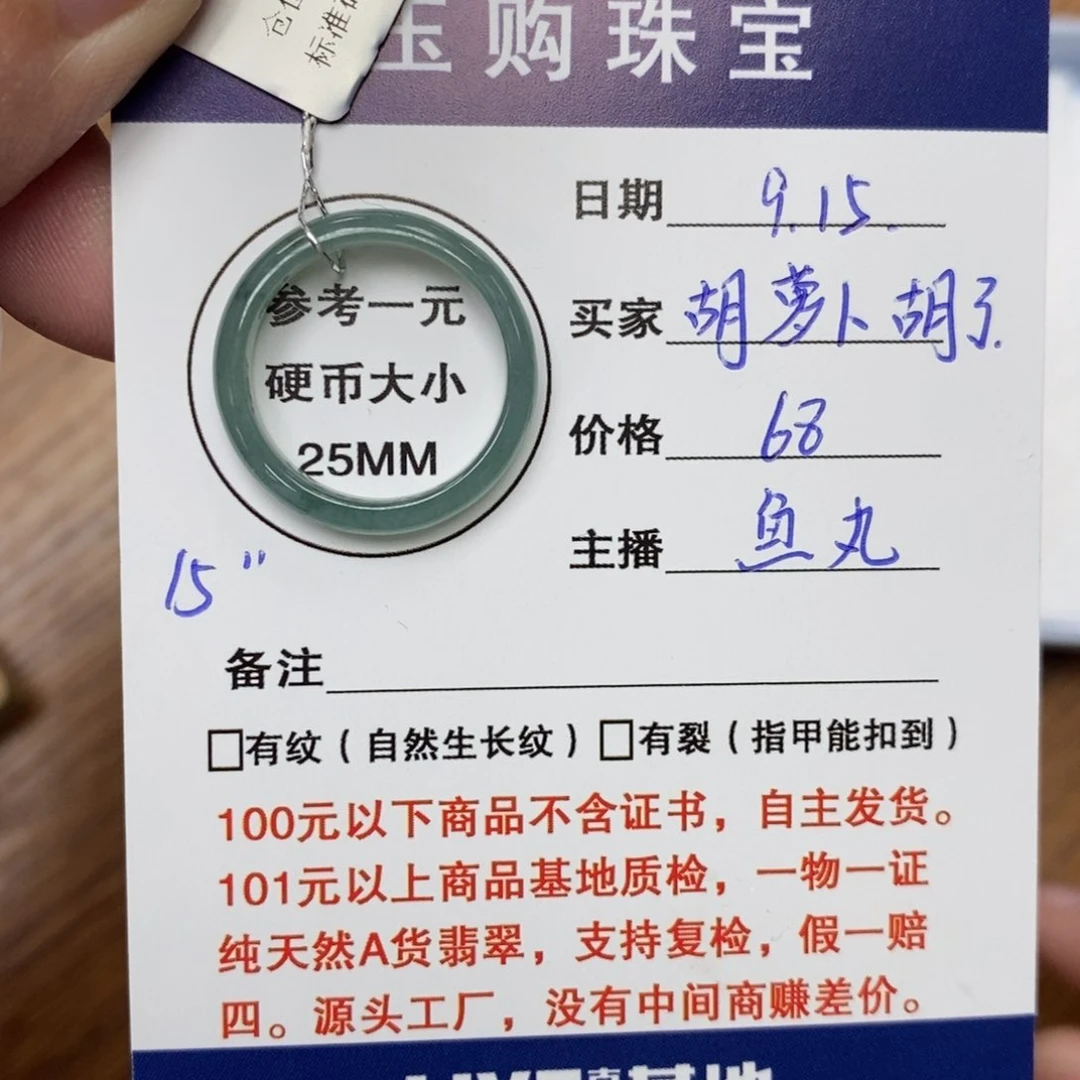 标准
玉购珠宝
日期 9.15.
参考一元
硬币大小
25MM
买家 胡萝卜胡了.
价格 68
主播 鱼丸
15"
备注
□有纹（自然生长纹）□有裂（指甲能扣到）
100元以下商品不含证书，自主发货。
101元以上商品基地质检，一物一证
纯天然A货翡翠，支持复检，假一赔
四。源头工厂，没有中间商赚差价。